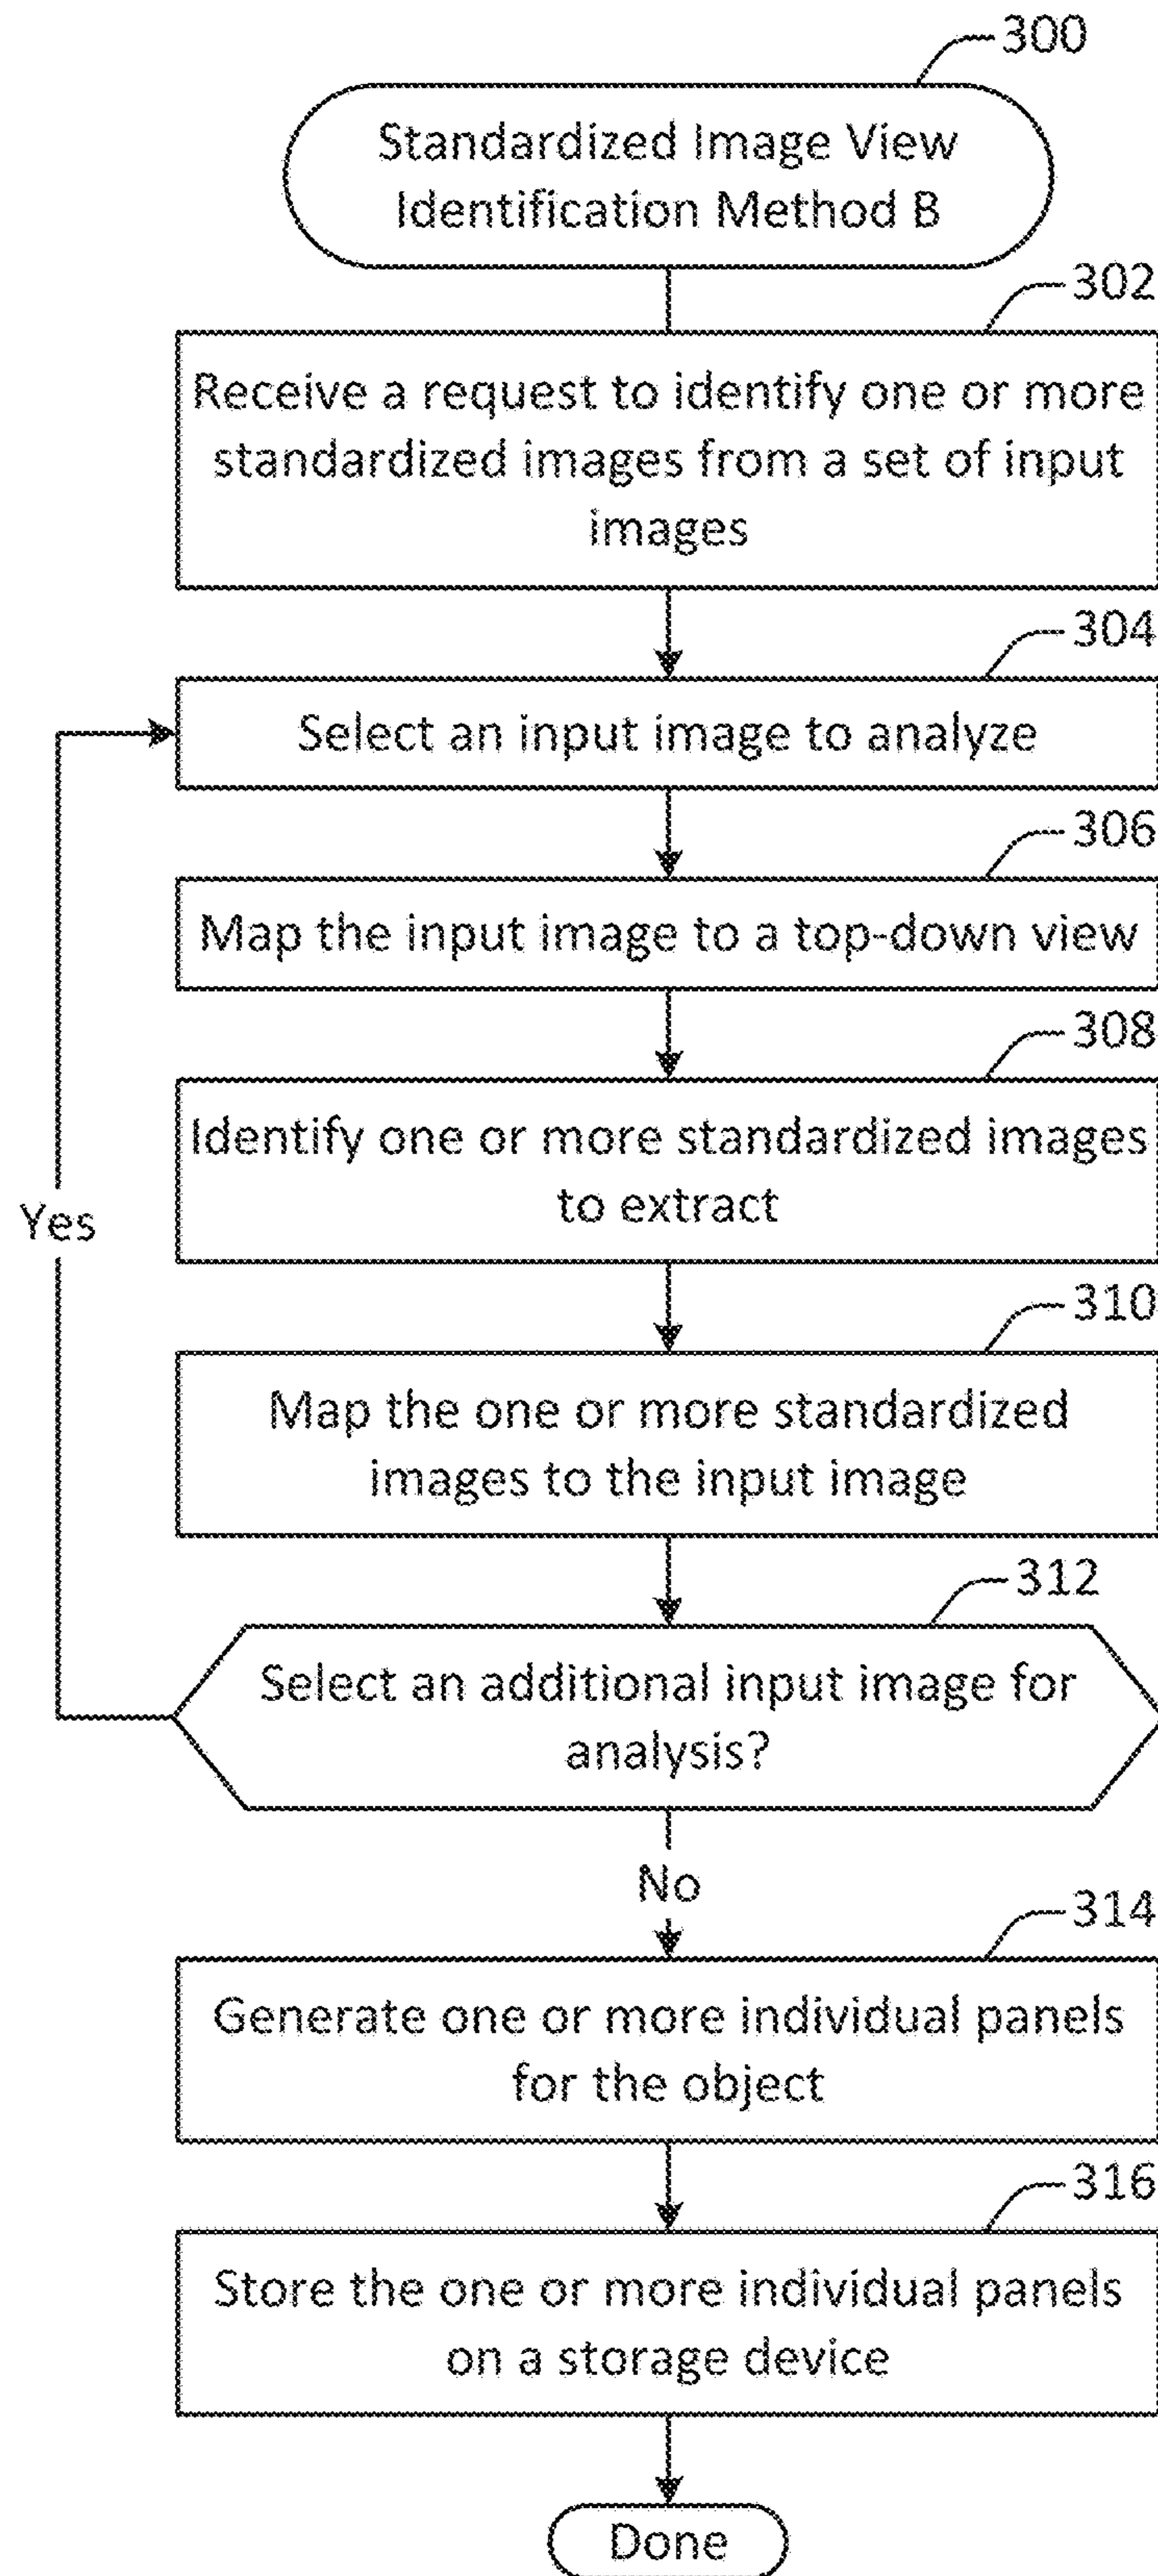 300
Standardized Image View
Identification Method B
302
Receive a request to identify one or more
standardized images from a set of input
images
304
Select an input image to analyze
306
Map the input image to a top-down view
308
Identify one or more standardized images
to extract
Yes
310
Map the one or more standardized
images to the input image
312
Select an additional input image for
analysis?
No
314
Generate one or more individual panels
for the object
316
Store the one or more individual panels
on a storage device
Done